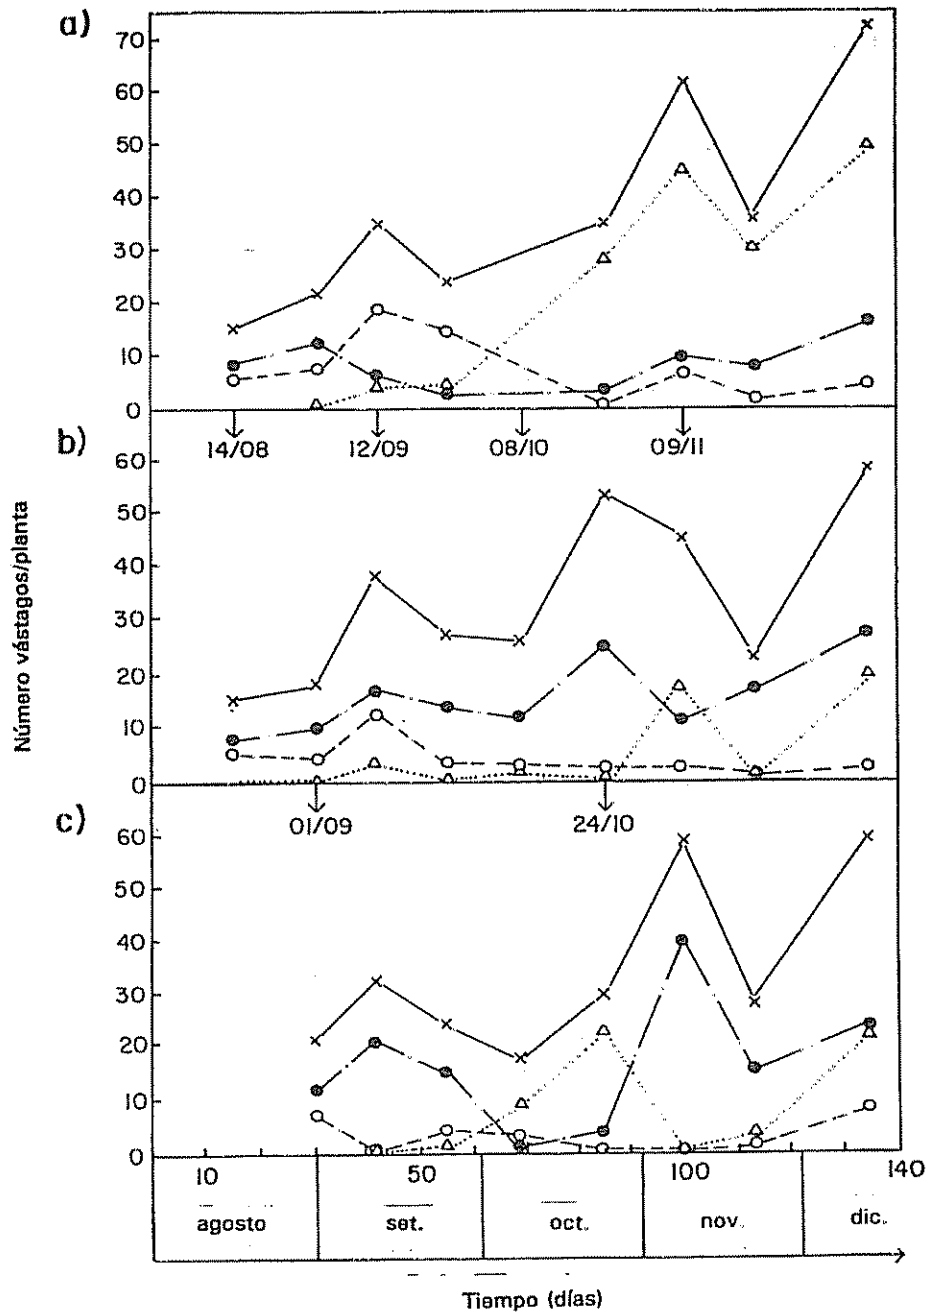 a)
70
60
50
40
30
20
10
0
14/08 12/09 08/10 09/11
b)
60
50
40
30
20
10
0
01/09 24/10
c)
60
50
40
30
20
10
0
10 50 100 140
agosto set. oct. nov. dic.
Número vástagos/planta
Tiempo (días)